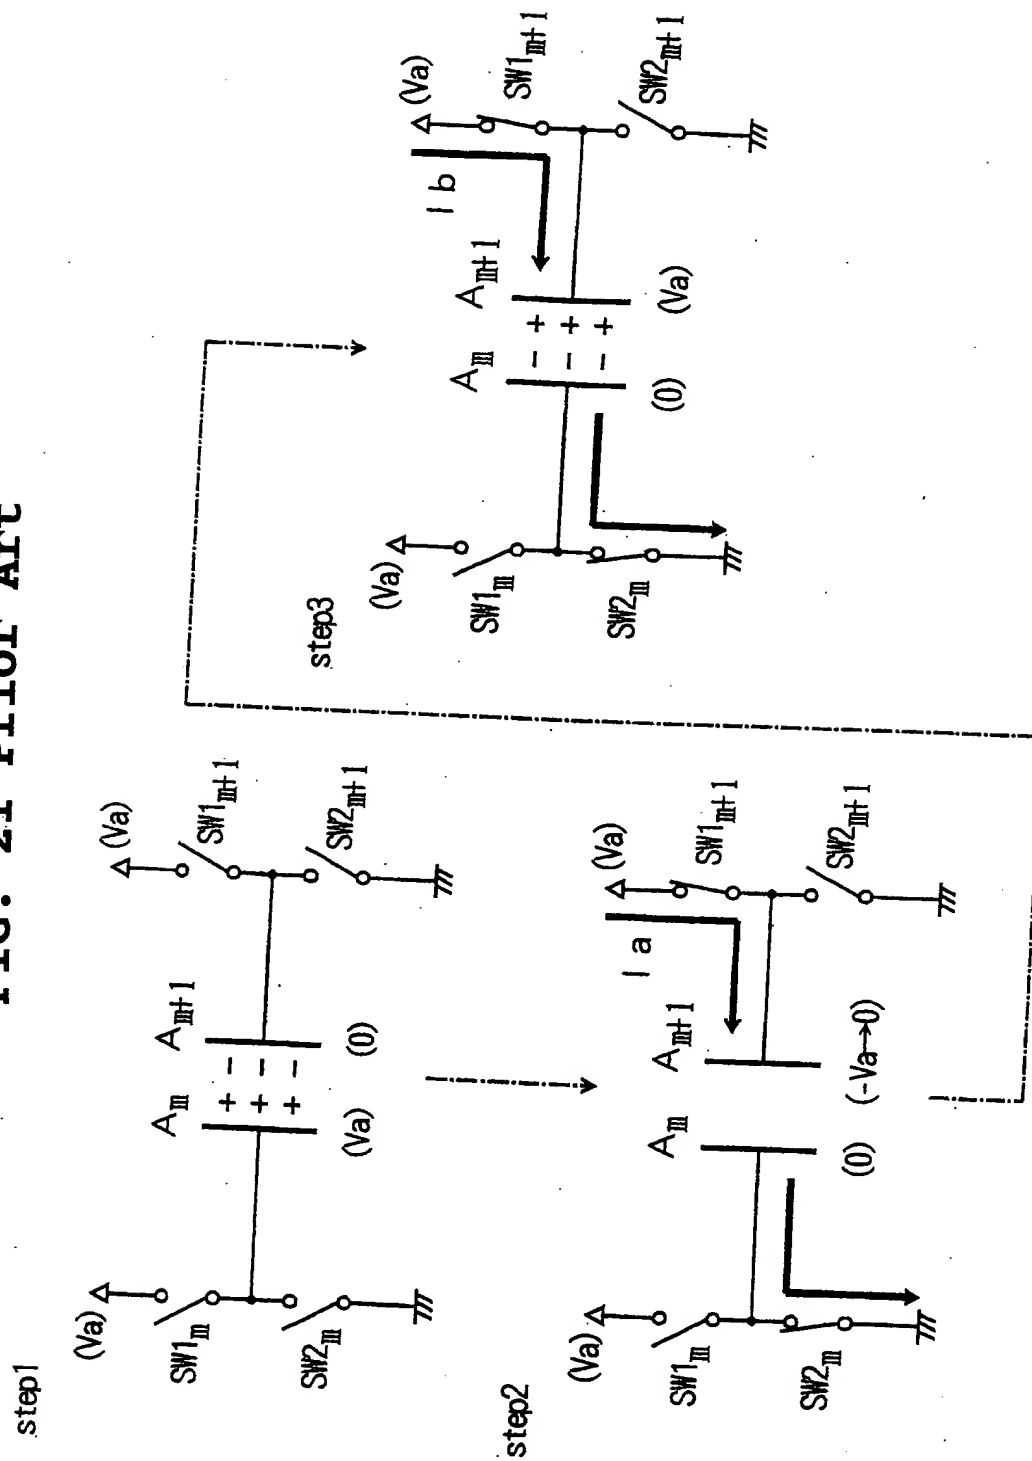 FIG. 21 Prior Art
step1
(Va)
(Va)
SW1m
Am
Am+1
SW1m+1
+ -
+ -
+ -
SW2m
(Va)
(0)
SW2m+1
step2
(Va)
(Va)
Ia
SW1m
Am
Am+1
SW1m+1
SW2m
(0)
(-Va→0)
SW2m+1
step3
(Va)
(Va)
Ib
SW1m
Am
Am+1
SW1m+1
- +
- +
- +
SW2m
(0)
(Va)
SW2m+1